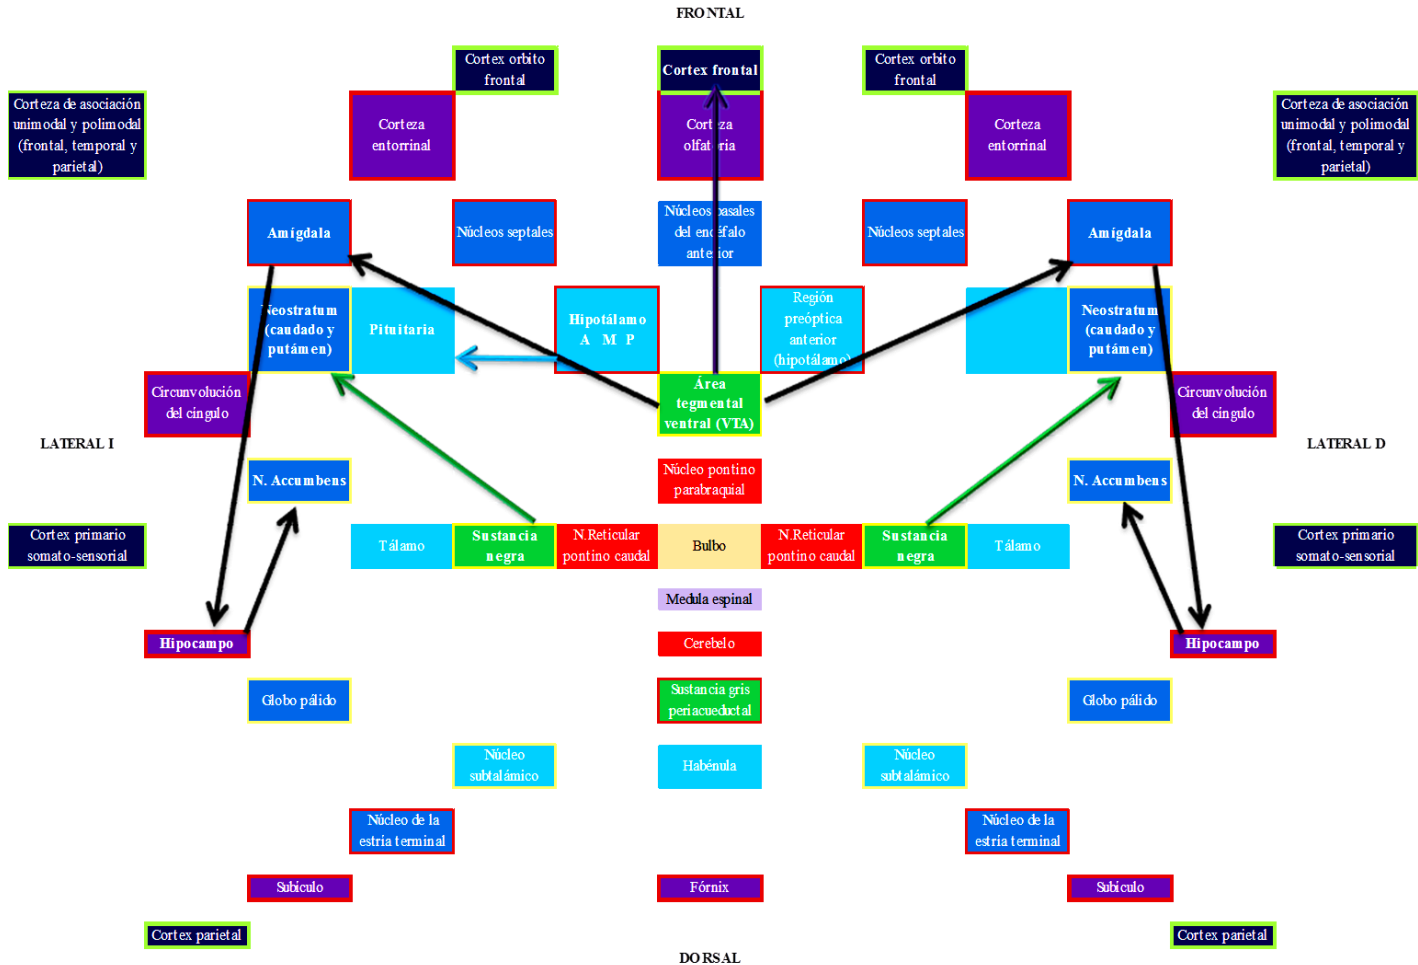 FRONTAL
Cortex orbito
frontal
Cortex frontal
Cortex orbito
frontal
Corteza de asociación
unimodal y polimodal
(frontal, temporal y
parietal)
Corteza
entorrinal
Corteza
olfatoria
Corteza
entorrinal
Corteza de asociación
unimodal y polimodal
(frontal, temporal y
parietal)
Amígdala
Núcleos septales
Núcleos basales
del encéfalo
anterior
Núcleos septales
Amígdala
Neostratum
(caudado y
putámen)
Pituitaria
Hipotálamo
A M P
Región
preóptica
anterior
(hipotálamo)
Neostratum
(caudado y
putámen)
Circunvolución
del cíngulo
Área
tegmental
ventral (VTA)
Circunvolución
del cíngulo
LATERAL I
LATERAL D
N. Accumbens
Núcleo pontino
parabraquial
N. Accumbens
Cortex primario
somato-sensorial
Tálamo
Sustancia
negra
N.Reticular
pontino caudal
Bulbo
N.Reticular
pontino caudal
Sustancia
negra
Tálamo
Cortex primario
somato-sensorial
Medula espinal
Hipocampo
Cerebelo
Hipocampo
Globo pálido
Sustancia gris
periacueductal
Globo pálido
Núcleo
subtalámico
Habénula
Núcleo
subtalámico
Núcleo de la
estria terminal
Núcleo de la
estria terminal
Subiculo
Fórnix
Subiculo
Cortex parietal
Cortex parietal
DORSAL